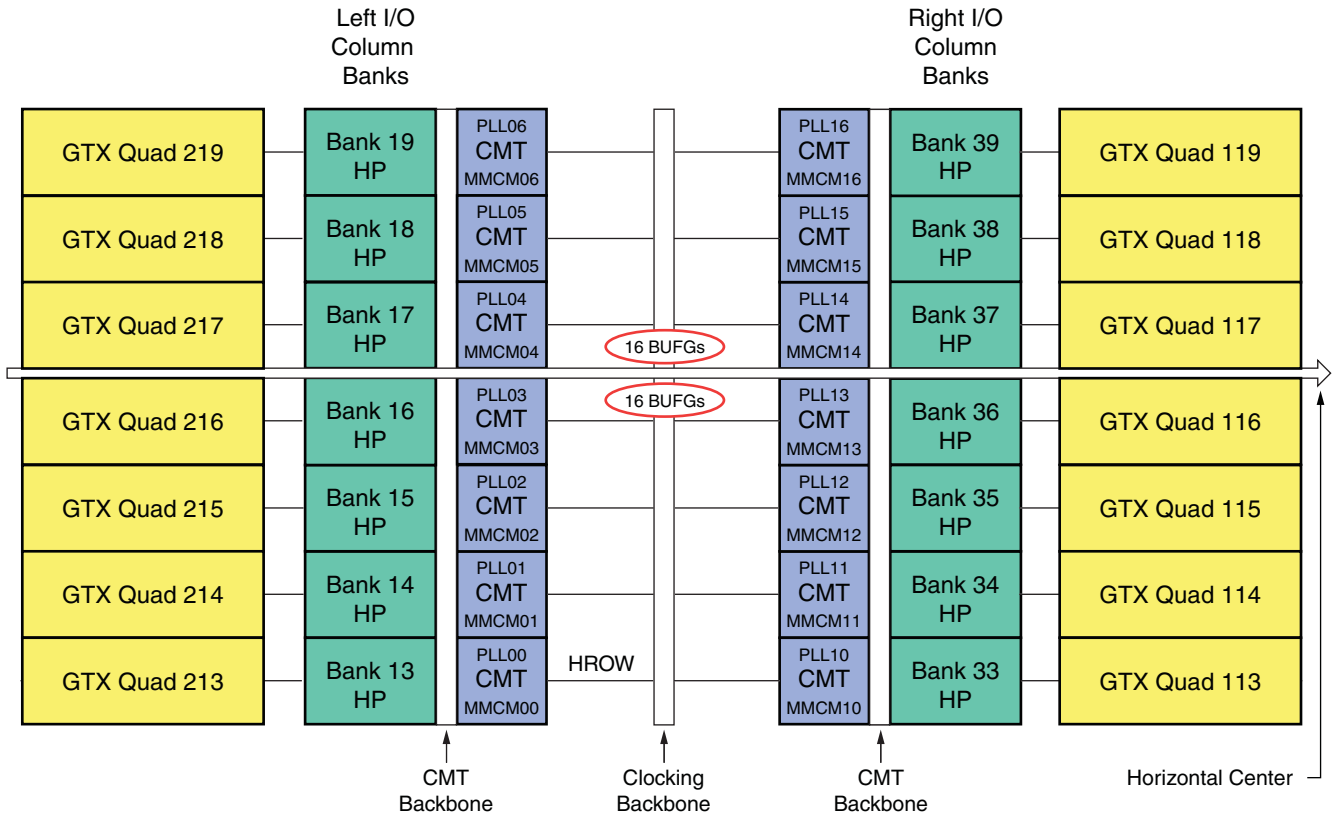 Left I/O
Column
Banks
Right I/O
Column
Banks
GTX Quad 219
Bank 19
HP
PLL06
CMT
MMCM06
PLL16
CMT
MMCM16
Bank 39
HP
GTX Quad 119
GTX Quad 218
Bank 18
HP
PLL05
CMT
MMCM05
PLL15
CMT
MMCM15
Bank 38
HP
GTX Quad 118
GTX Quad 217
Bank 17
HP
PLL04
CMT
MMCM04
16 BUFGs
PLL14
CMT
MMCM14
Bank 37
HP
GTX Quad 117
GTX Quad 216
Bank 16
HP
PLL03
CMT
MMCM03
16 BUFGs
PLL13
CMT
MMCM13
Bank 36
HP
GTX Quad 116
GTX Quad 215
Bank 15
HP
PLL02
CMT
MMCM02
PLL12
CMT
MMCM12
Bank 35
HP
GTX Quad 115
GTX Quad 214
Bank 14
HP
PLL01
CMT
MMCM01
PLL11
CMT
MMCM11
Bank 34
HP
GTX Quad 114
GTX Quad 213
Bank 13
HP
PLL00
CMT
MMCM00
HROW
PLL10
CMT
MMCM10
Bank 33
HP
GTX Quad 113
CMT
Backbone
Clocking
Backbone
CMT
Backbone
Horizontal Center